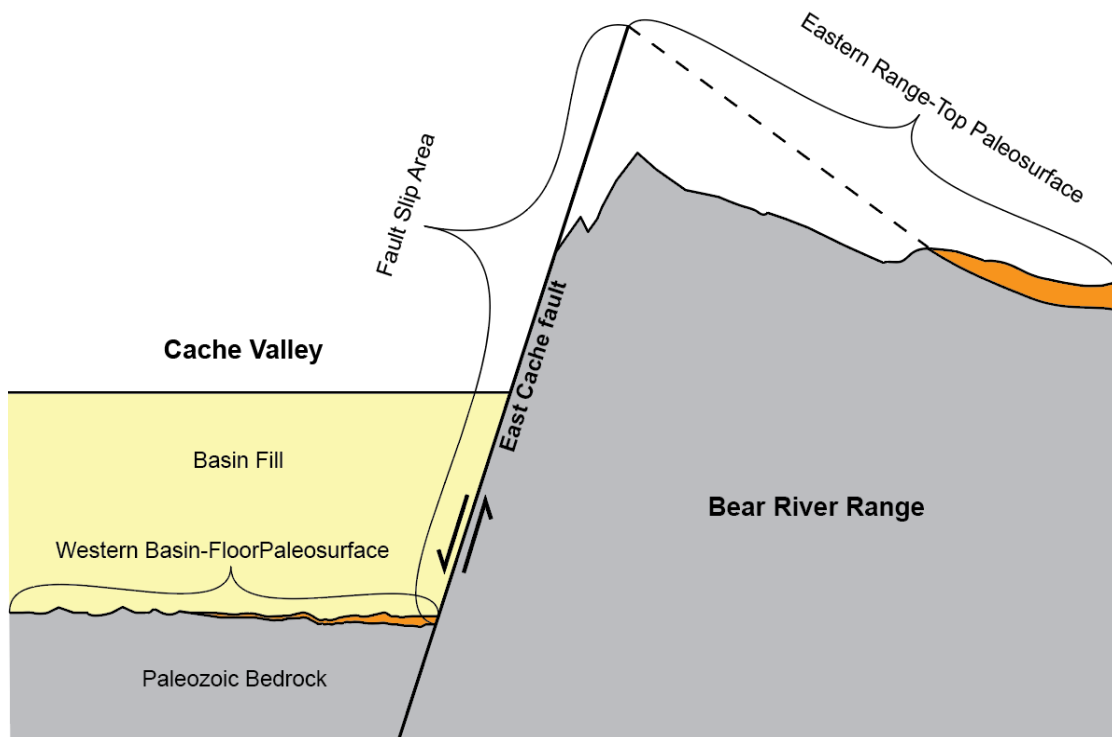 Eastern Range-Top Paleosurface
Fault Slip Area
Cache Valley
East Cache fault
Basin Fill
Bear River Range
Western Basin-FloorPaleosurface
Paleozoic Bedrock